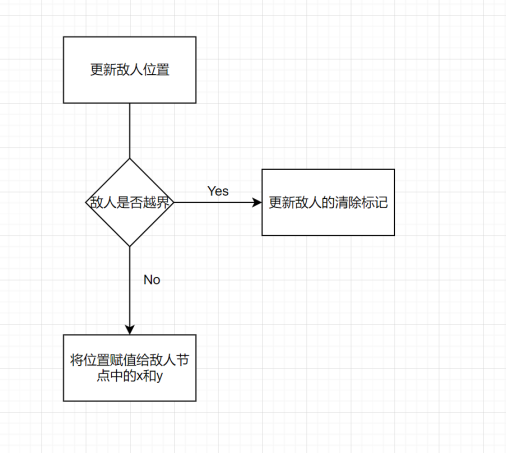 更新敌人位置
敌人是否越界
Yes
更新敌人的清除标记
No
将位置赋值给敌人节
点中的x和y